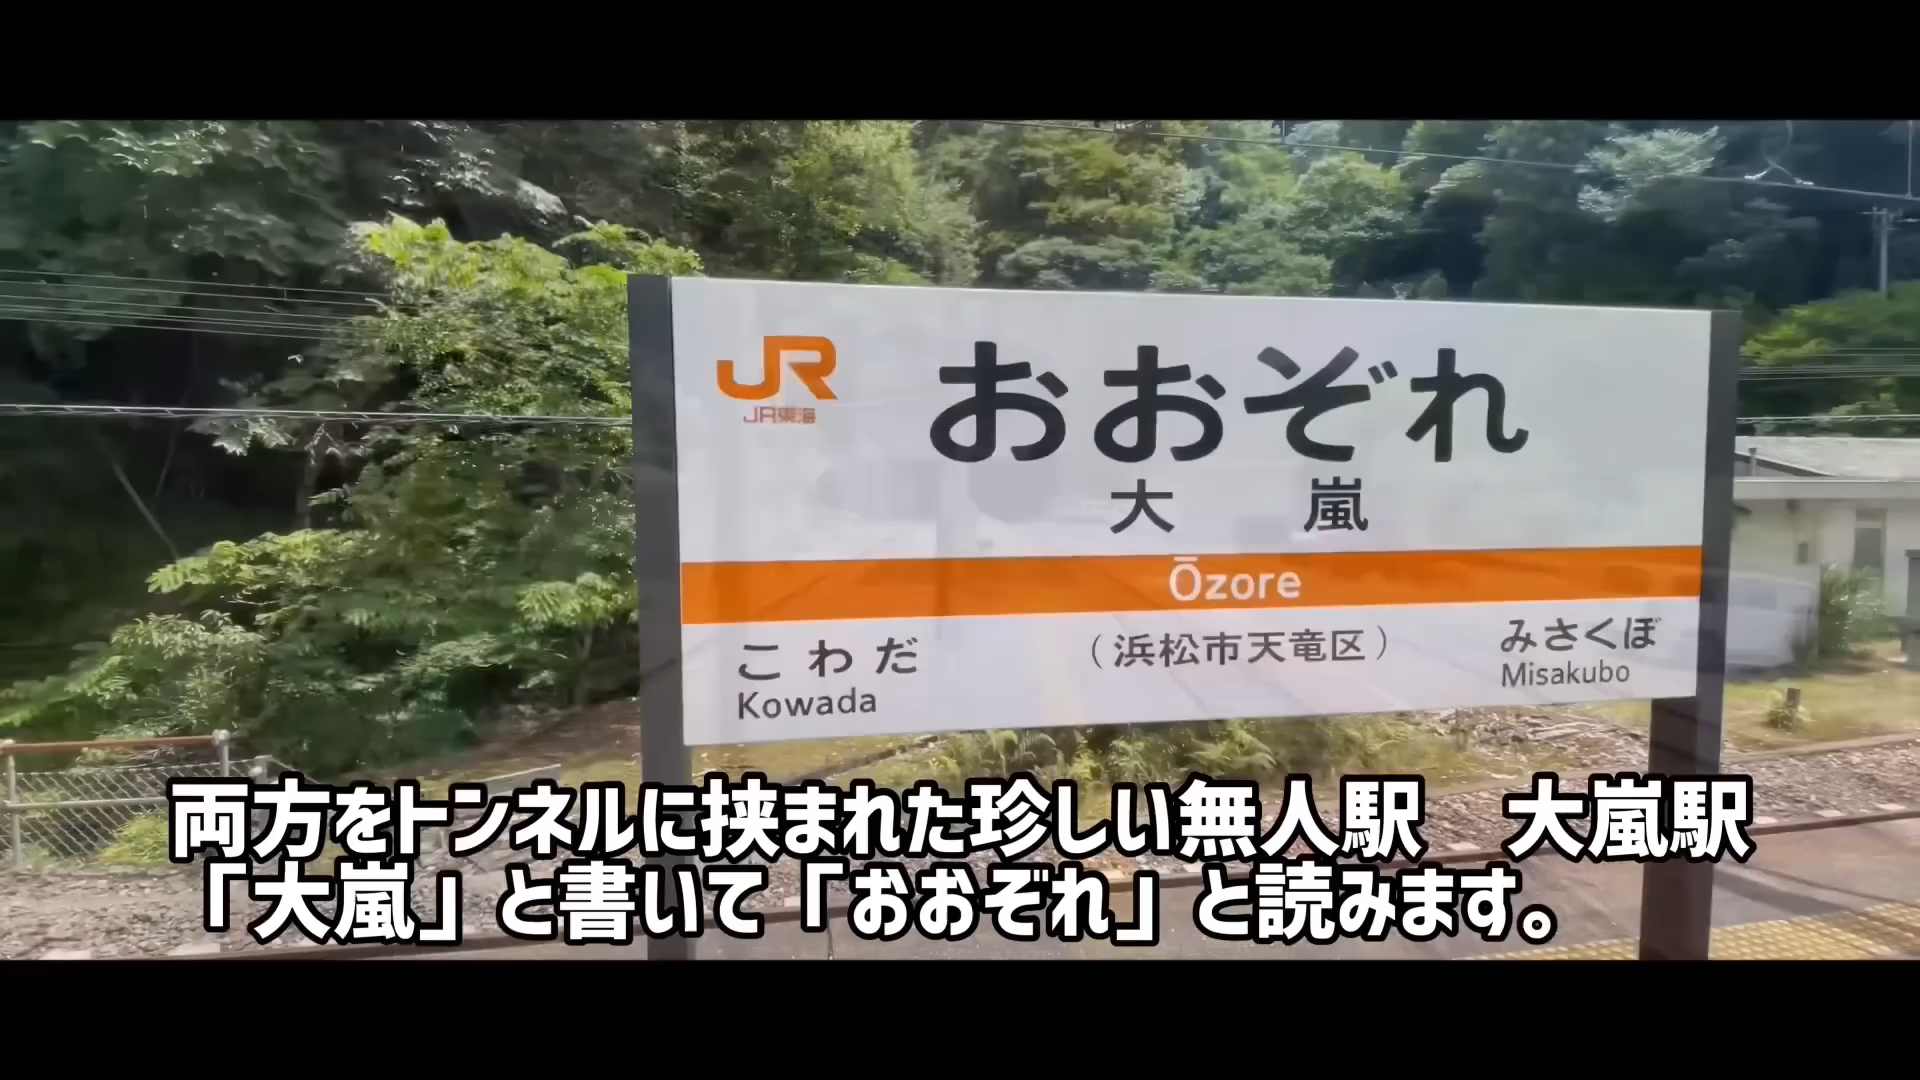 JR
JR東海
おおぞれ
大嵐
Ōzore
こわだ
Kowada
（浜松市天竜区）
みさくぼ
Misakubo
両方をトンネルに挟まれた珍しい無人駅　大嵐駅
「大嵐」と書いて「おおぞれ」と読みます。